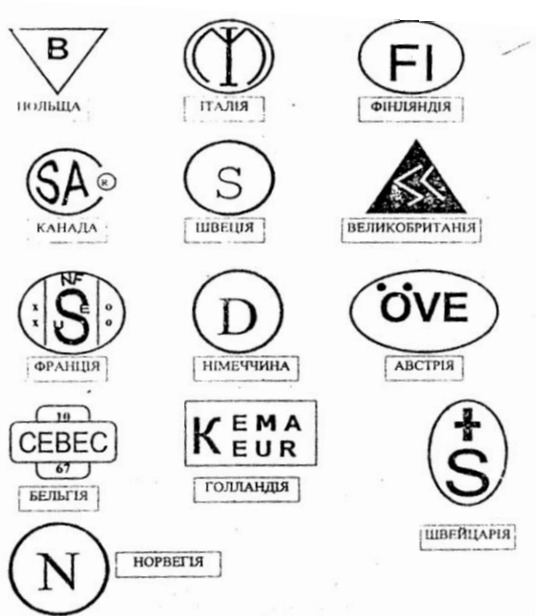 B
ПОЛЬЩА
ІТАЛІЯ
FI
ФІНЛЯНДІЯ
SA ®
КАНАДА
S
ШВЕЦІЯ
ВЕЛИКОБРИТАНІЯ
NF
x S E o
x U o
ФРАНЦІЯ
D
НІМЕЧЧИНА
ÖVE
АВСТРІЯ
10
CEBEC
67
БЕЛЬГІЯ
KEMA
EUR
ГОЛЛАНДІЯ
+
S
ШВЕЙЦАРІЯ
N
НОРВЕГІЯ